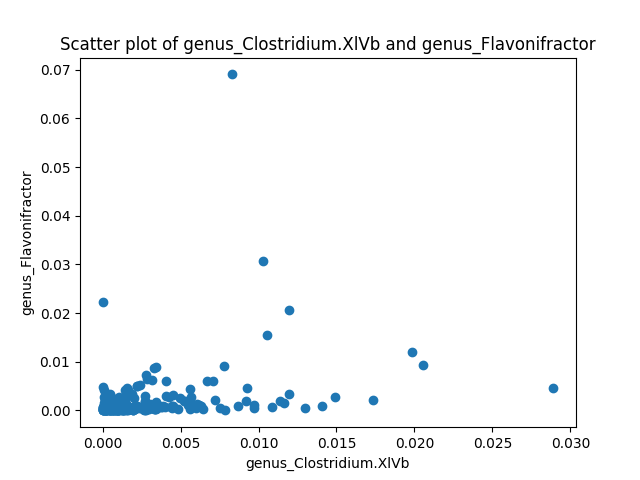 Scatter plot of genus_Clostridium.XlVb and genus_Flavonifractor
0.07
0.06
0.05
0.04
0.03
0.02
0.01
0.00
genus_Flavonifractor
0.000 0.005 0.010 0.015 0.020 0.025 0.030
genus_Clostridium.XlVb